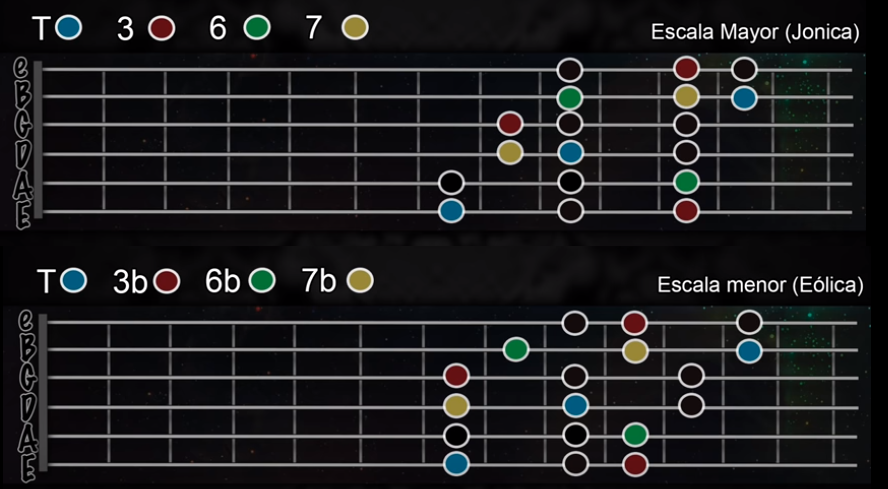 T 3 6 7
Escala Mayor (Jonica)
e
B
G
D
A
E
T 3b 6b 7b
Escala menor (Eólica)
e
B
G
D
A
E